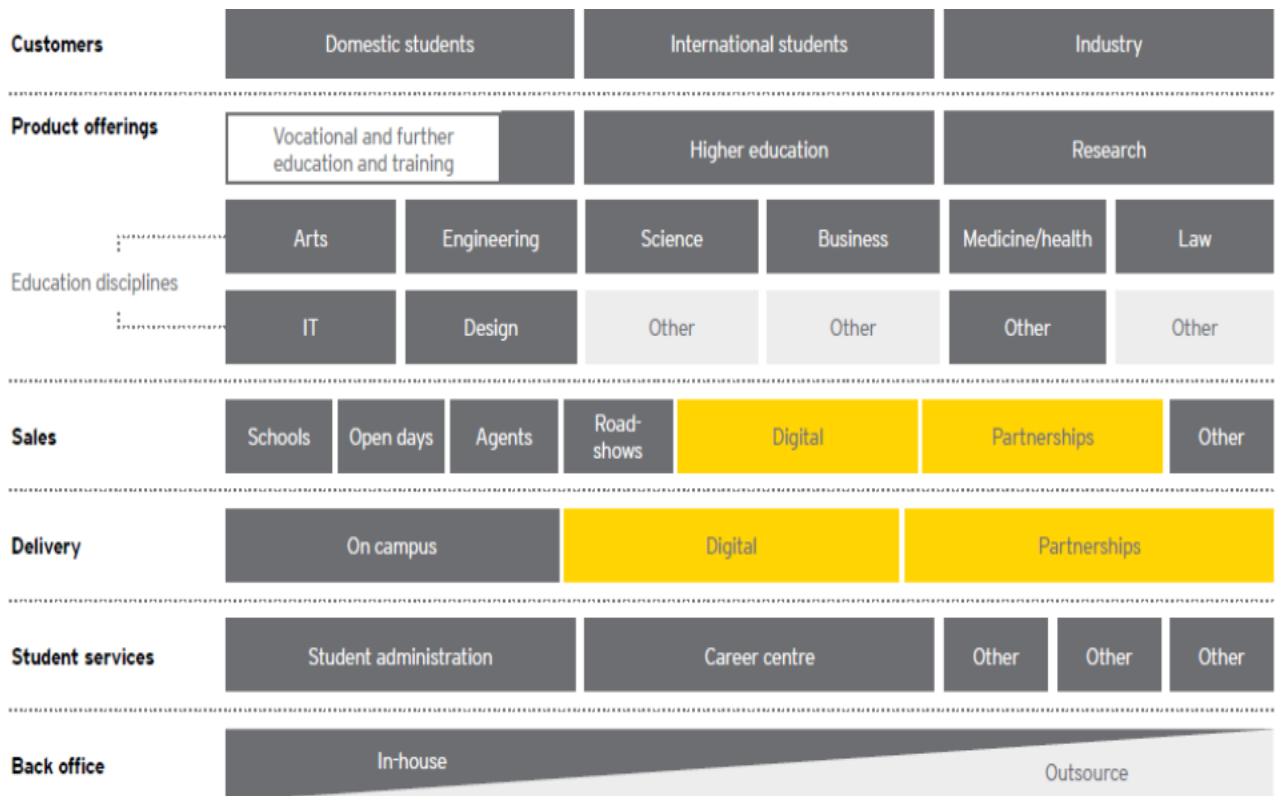 Customers
Domestic students
International students
Industry
Product offerings
Vocational and further
education and training
Higher education
Research
Education disciplines
Arts
Engineering
Science
Business
Medicine/health
Law
IT
Design
Other
Other
Other
Other
Sales
Schools
Open days
Agents
Road-
shows
Digital
Partnerships
Other
Delivery
On campus
Digital
Partnerships
Student services
Student administration
Career centre
Other
Other
Other
Back office
In-house
Outsource